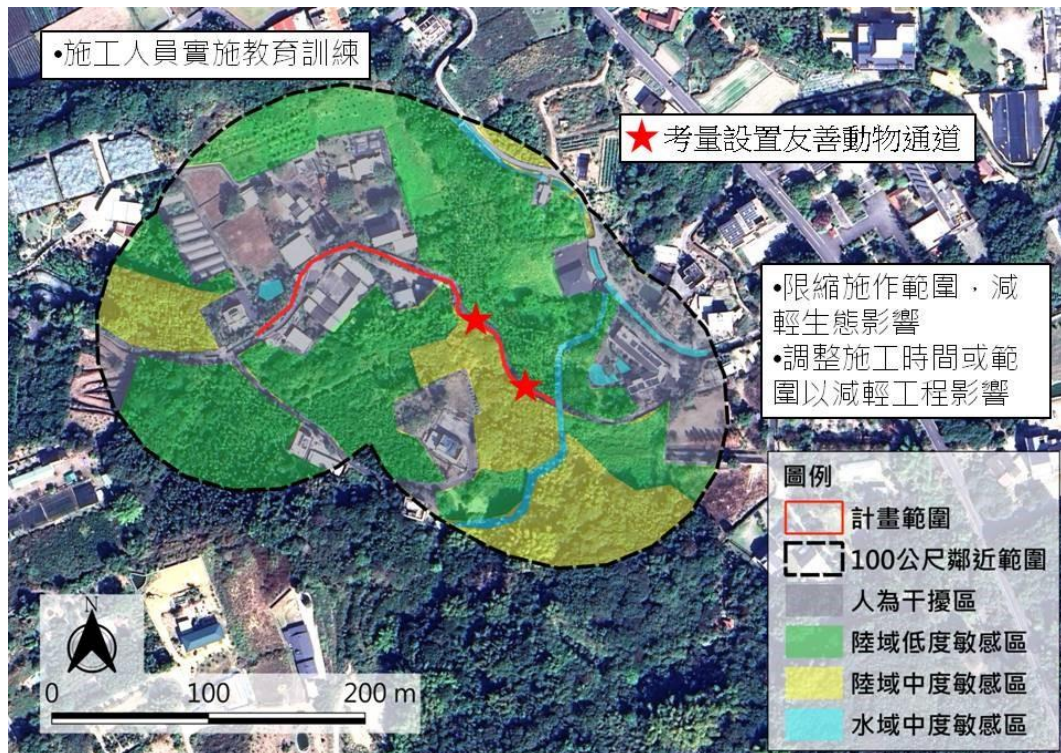 •施工人員實施教育訓練
★考量設置友善動物通道
•限縮施作範圍，減
輕生態影響
•調整施工時間或範
圍以減輕工程影響
圖例
計畫範圍
100公尺鄰近範圍
人為干擾區
陸域低度敏感區
陸域中度敏感區
水域中度敏感區
N
0 100 200 m